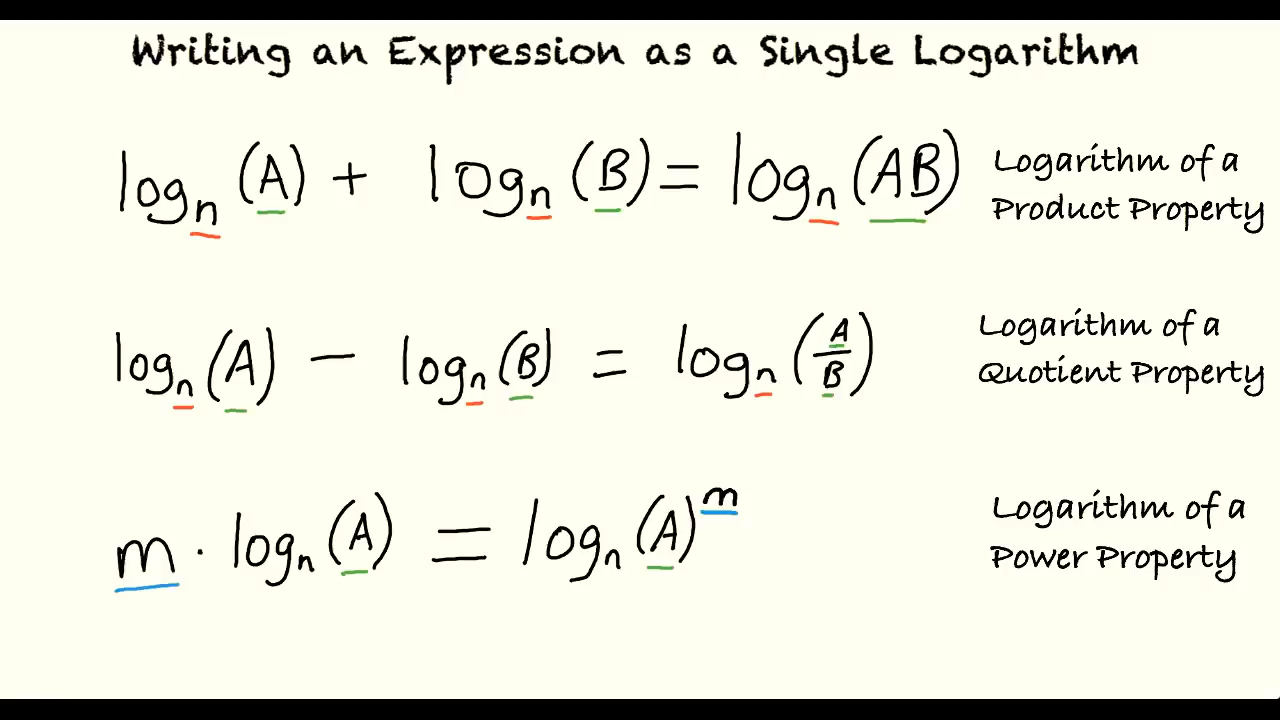 Writing an Expression as a Single Logarithm
logₙ (A) + logₙ (B) = logₙ (AB)
Logarithm of a
Product Property
logₙ (A) − logₙ (B) = logₙ (A/B)
Logarithm of a
Quotient Property
m · logₙ (A) = logₙ (A)ᵐ
Logarithm of a
Power Property